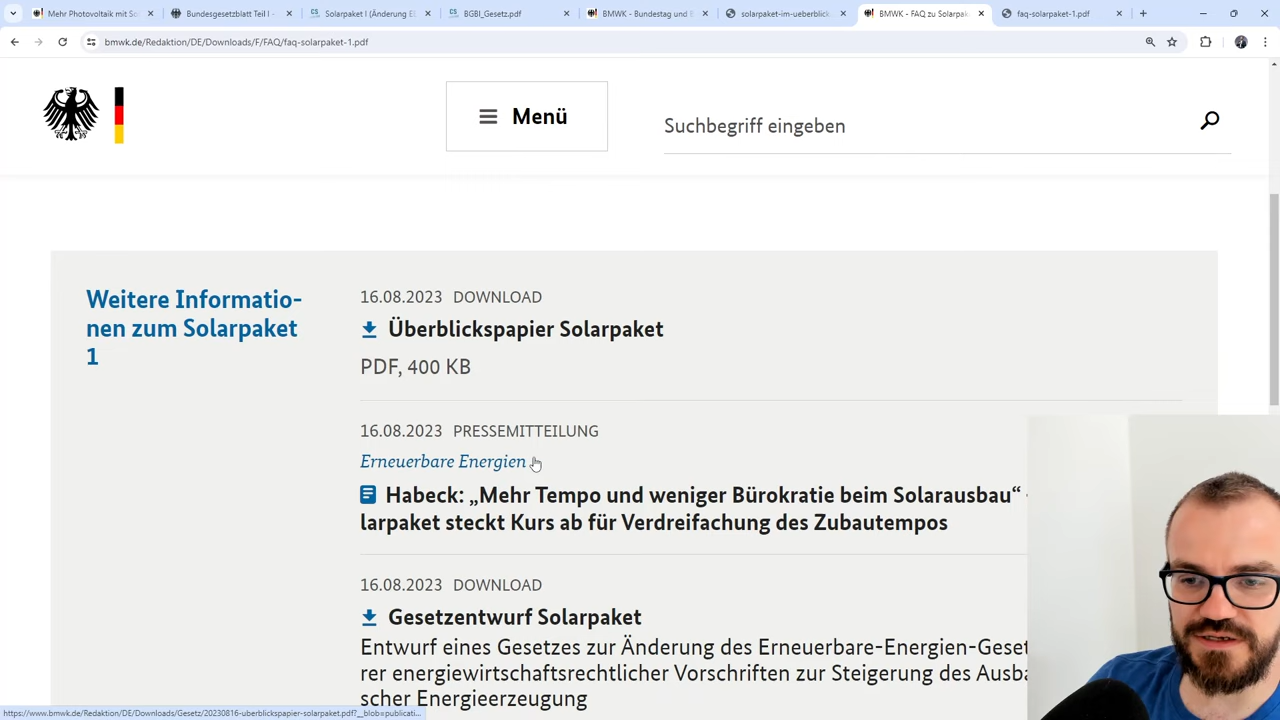 Mehr Photovoltaik mit So
Bundesgesetzblatt Teil I -
Solarpaket I (Änderung EE
BGBl_Gesetz.pdf
BMWK - Bundestag und B
solarpaket-im-ueberblick
BMWK - FAQ zu Solarpak
faq-solarpaket-1.pdf
bmwk.de/Redaktion/DE/Downloads/F/FAQ/faq-solarpaket-1.pdf
Menü
Suchbegriff eingeben
Weitere Informatio-
nen zum Solarpaket
1
16.08.2023 DOWNLOAD
Überblickspapier Solarpaket
PDF, 400 KB
16.08.2023 PRESSEMITTEILUNG
Erneuerbare Energien
Habeck: „Mehr Tempo und weniger Bürokratie beim Solarausbau“
larpaket steckt Kurs ab für Verdreifachung des Zubautempos
16.08.2023 DOWNLOAD
Gesetzentwurf Solarpaket
Entwurf eines Gesetzes zur Änderung des Erneuerbare-Energien-Geset
rer energiewirtschaftsrechtlicher Vorschriften zur Steigerung des Ausba
scher Energieerzeugung
https://www.bmwk.de/Redaktion/DE/Downloads/Gesetz/20230816-uberblickspapier-solarpaket.pdf?__blob=publicati...